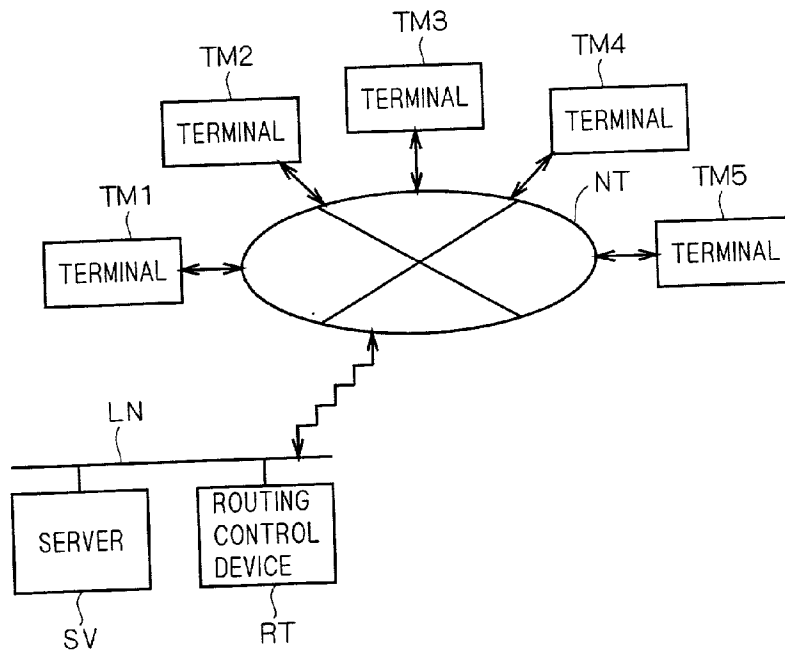 TM3
TM2
TM4
TERMINAL
TERMINAL
TERMINAL
NT
TM1
TM5
TERMINAL
TERMINAL
LN
SERVER
ROUTING
CONTROL
DEVICE
SV
RT